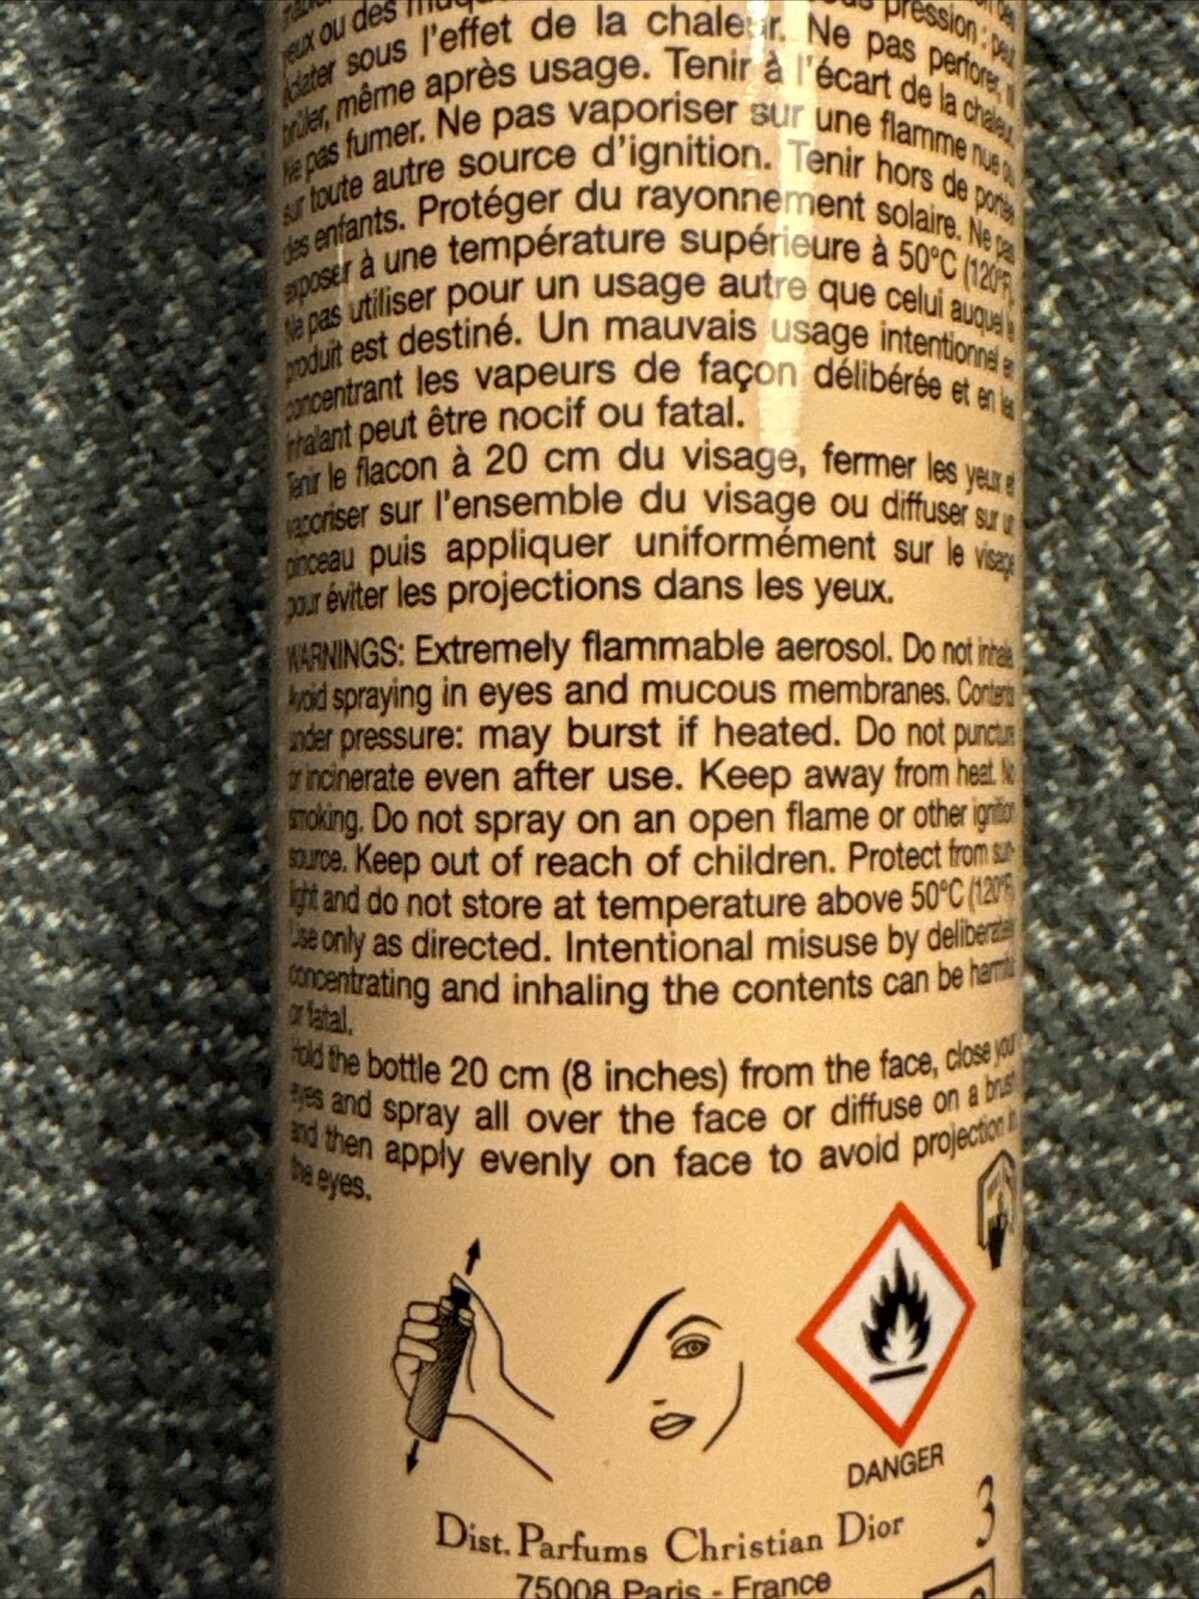 yeux ou des muqueuses. pression : peut
éclater sous l'effet de la chaleur. Ne pas perforer, ni
brûler, même après usage. Tenir à l'écart de la chaleur.
Ne pas fumer. Ne pas vaporiser sur une flamme nue ou
sur toute autre source d'ignition. Tenir hors de portée
des enfants. Protéger du rayonnement solaire. Ne pas
exposer à une température supérieure à 50°C (120°F).
Ne pas utiliser pour un usage autre que celui auquel le
produit est destiné. Un mauvais usage intentionnel en
concentrant les vapeurs de façon délibérée et en les
inhalant peut être nocif ou fatal.
Tenir le flacon à 20 cm du visage, fermer les yeux et
vaporiser sur l'ensemble du visage ou diffuser sur un
pinceau puis appliquer uniformément sur le visage
pour éviter les projections dans les yeux.
WARNINGS: Extremely flammable aerosol. Do not inhale.
Avoid spraying in eyes and mucous membranes. Contents
under pressure: may burst if heated. Do not puncture
or incinerate even after use. Keep away from heat. No
smoking. Do not spray on an open flame or other ignition
source. Keep out of reach of children. Protect from sun-
light and do not store at temperature above 50°C (120°F).
Use only as directed. Intentional misuse by deliberately
concentrating and inhaling the contents can be harmful
or fatal.
Hold the bottle 20 cm (8 inches) from the face, close your
eyes and spray all over the face or diffuse on a brush
and then apply evenly on face to avoid projection in
the eyes.
DANGER
3
Dist. Parfums Christian Dior
75008 Paris - France